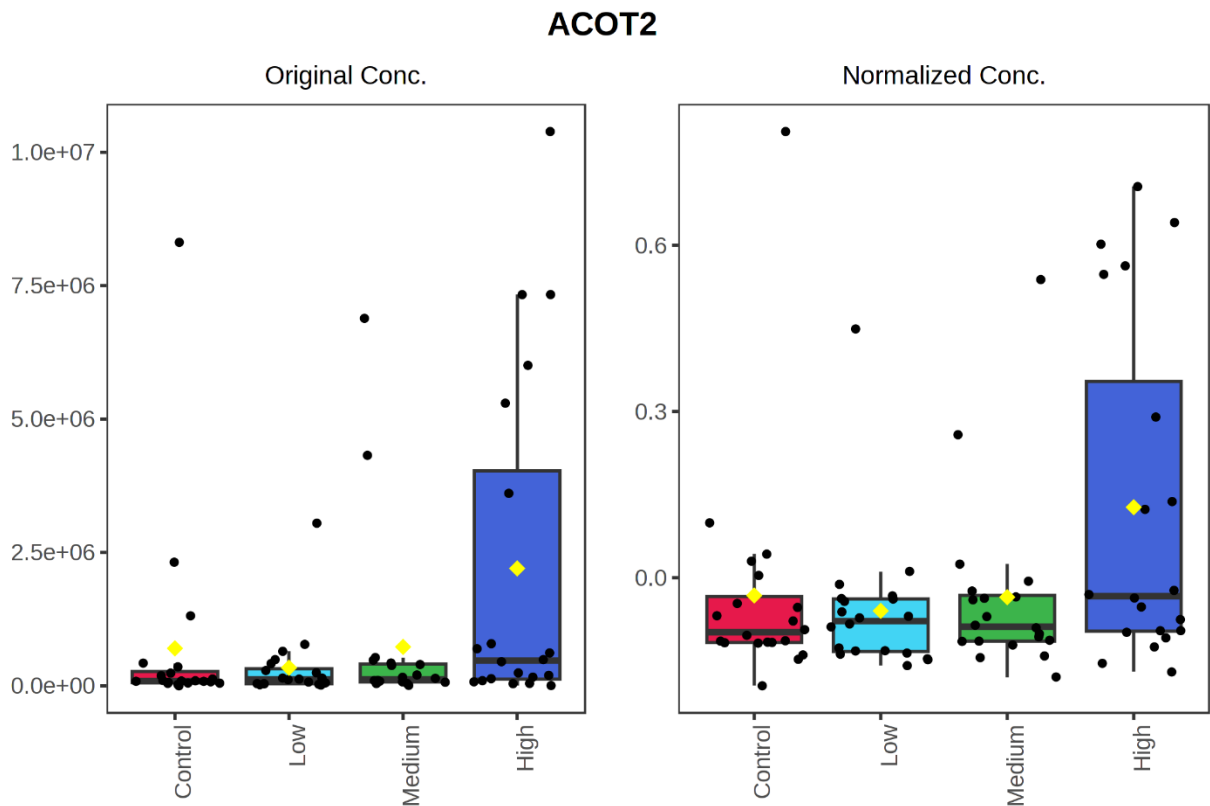 ACOT2
Original Conc.
Normalized Conc.
1.0e+07
7.5e+06
5.0e+06
2.5e+06
0.0e+00
Control
Low
Medium
High
0.6
0.3
0.0
Control
Low
Medium
High